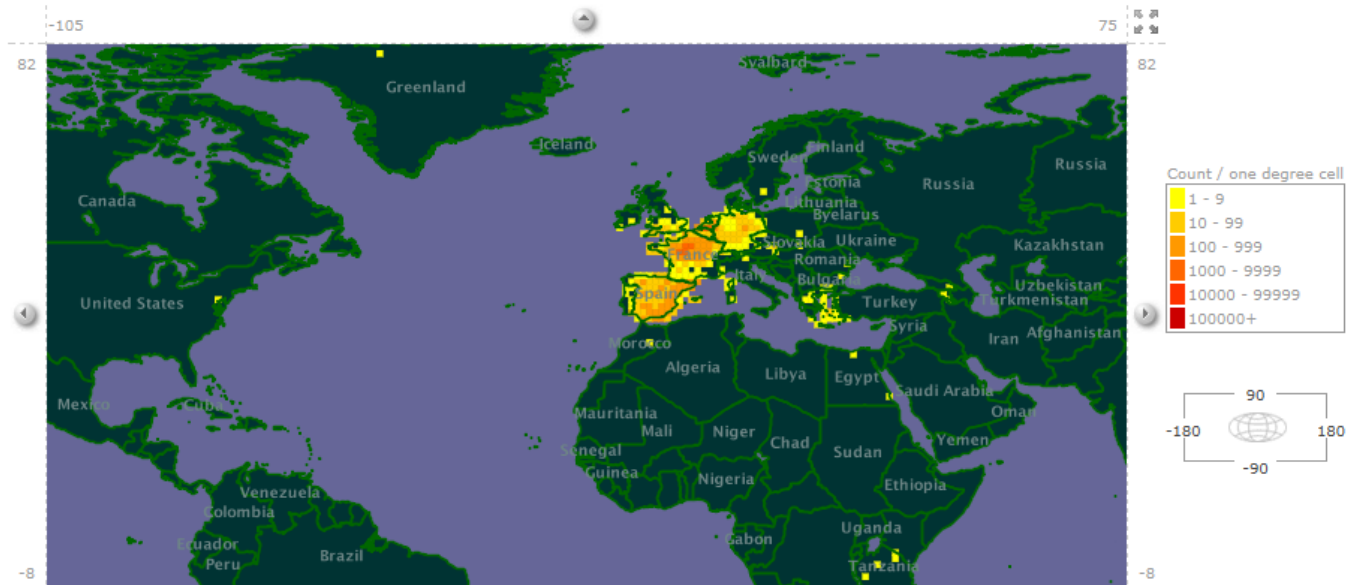 -105
75
82
82
Svalbard
Greenland
Iceland
Sweden
Finland
Russia
Russia
Estonia
Canada
Lithuania
Byelarus
Slovakia
Ukraine
Kazakhstan
France
Romania
Italy
Bulgaria
Uzbekistan
United States
Spain
Turkey
Turkmenistan
Syria
Morocco
Iran
Afghanistan
Algeria
Libya
Egypt
Saudi Arabia
Mexico
Cuba
Mauritania
Oman
Mali
Niger
Chad
Sudan
Yemen
Senegal
Guinea
Nigeria
Ethiopia
Venezuela
Colombia
Uganda
Gabon
Ecuador
Peru
Brazil
Tanzania
-8
-8
Count / one degree cell
1 - 9
10 - 99
100 - 999
1000 - 9999
10000 - 99999
100000+
90
-180
180
-90